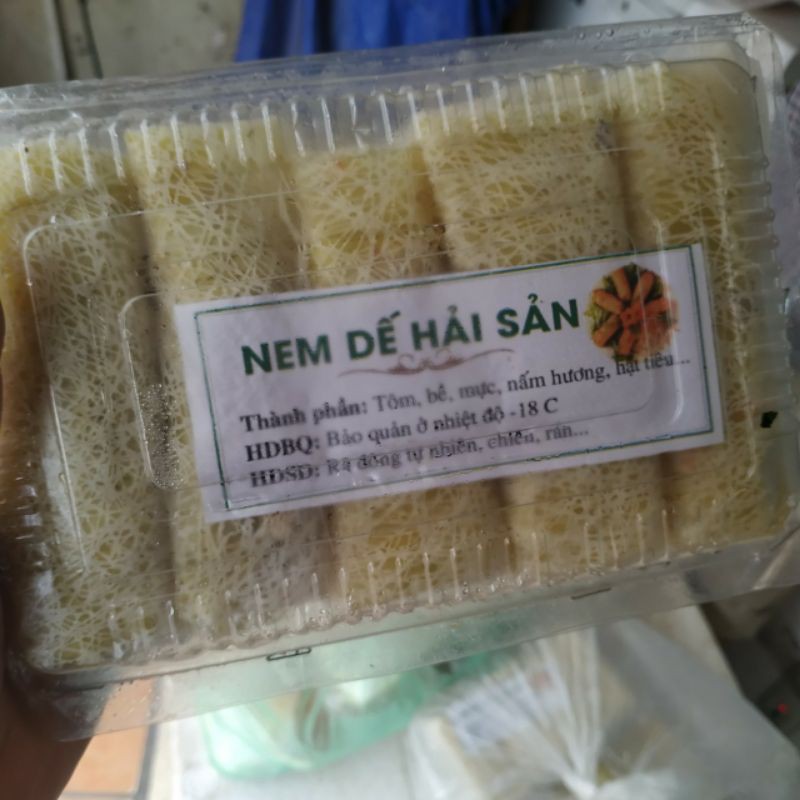 NEM DẾ HẢI SẢN
Thành phần: Tôm, bề, mực, nấm hương, hạt tiêu...
HDBQ: Bảo quản ở nhiệt độ -18 C
HDSD: Rã đông tự nhiên, chiên, rán...